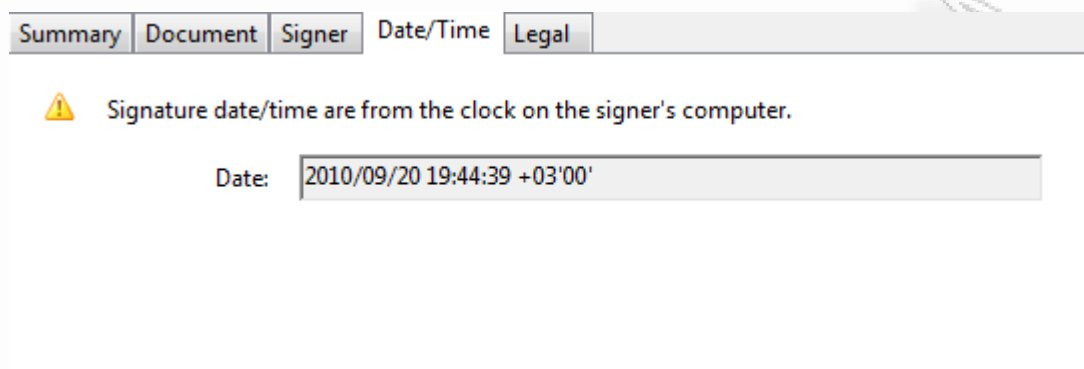 Summary Document Signer Date/Time Legal
Signature date/time are from the clock on the signer's computer.
Date: 2010/09/20 19:44:39 +03'00'